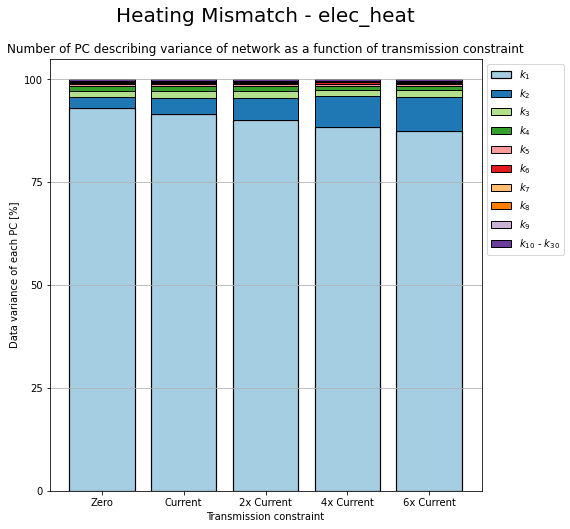 Heating Mismatch - elec_heat
Number of PC describing variance of network as a function of transmission constraint
Data variance of each PC [%]
100
75
50
25
0
Zero
Current
2x Current
4x Current
6x Current
Transmission constraint
k₁
k₂
k₃
k₄
k₅
k₆
k₇
k₈
k₉
k₁₀ - k₃₀